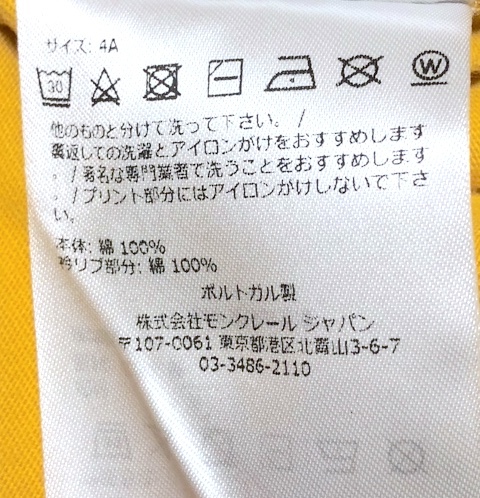 サイズ: 4A
30
W
他のものと分けて洗って下さい。 /
裏返しての洗濯とアイロンがけをおすすめします
。 / 著名な専門業者で洗うことをおすすめします
。 / プリント部分にはアイロンがけしないで下さ
い。
本体: 綿 100%
衿リブ部分: 綿 100%
ポルトガル製
株式会社モンクレール ジャパン
〒107-0061 東京都港区北青山3-6-7
03-3486-2110